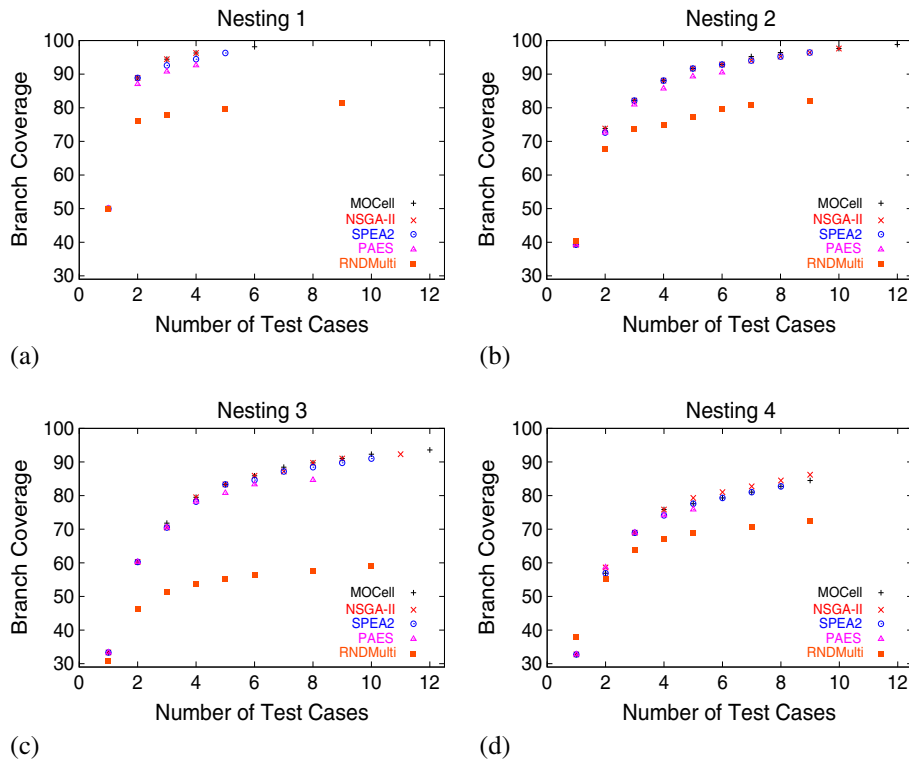 Nesting 1
100
90
80
70
60
50
40
30
0 2 4 6 8 10 12
Branch Coverage
Number of Test Cases
MOCell
NSGA-II
SPEA2
PAES
RNDMulti
(a)
Nesting 2
100
90
80
70
60
50
40
30
0 2 4 6 8 10 12
Branch Coverage
Number of Test Cases
MOCell
NSGA-II
SPEA2
PAES
RNDMulti
(b)
Nesting 3
100
90
80
70
60
50
40
30
0 2 4 6 8 10 12
Branch Coverage
Number of Test Cases
MOCell
NSGA-II
SPEA2
PAES
RNDMulti
(c)
Nesting 4
100
90
80
70
60
50
40
30
0 2 4 6 8 10 12
Branch Coverage
Number of Test Cases
MOCell
NSGA-II
SPEA2
PAES
RNDMulti
(d)